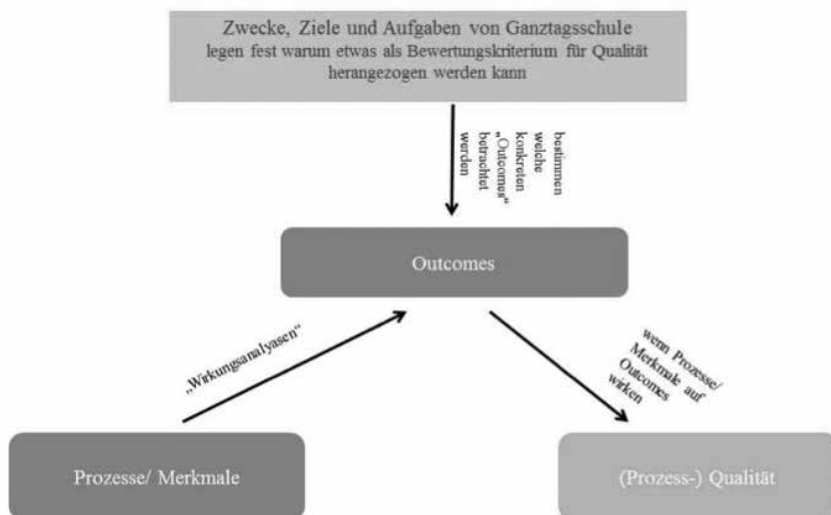 Zwecke, Ziele und Aufgaben von Ganztagsschule
legen fest warum etwas als Bewertungskriterium für Qualität
herangezogen werden kann
bestimmen
welche
konkreten
„Outcomes“
betrachtet
werden
Outcomes
„Wirkungsanalyasen“
wenn Prozesse/
Merkmale auf
Outcomes
wirken
Prozesse/ Merkmale
(Prozess-) Qualität